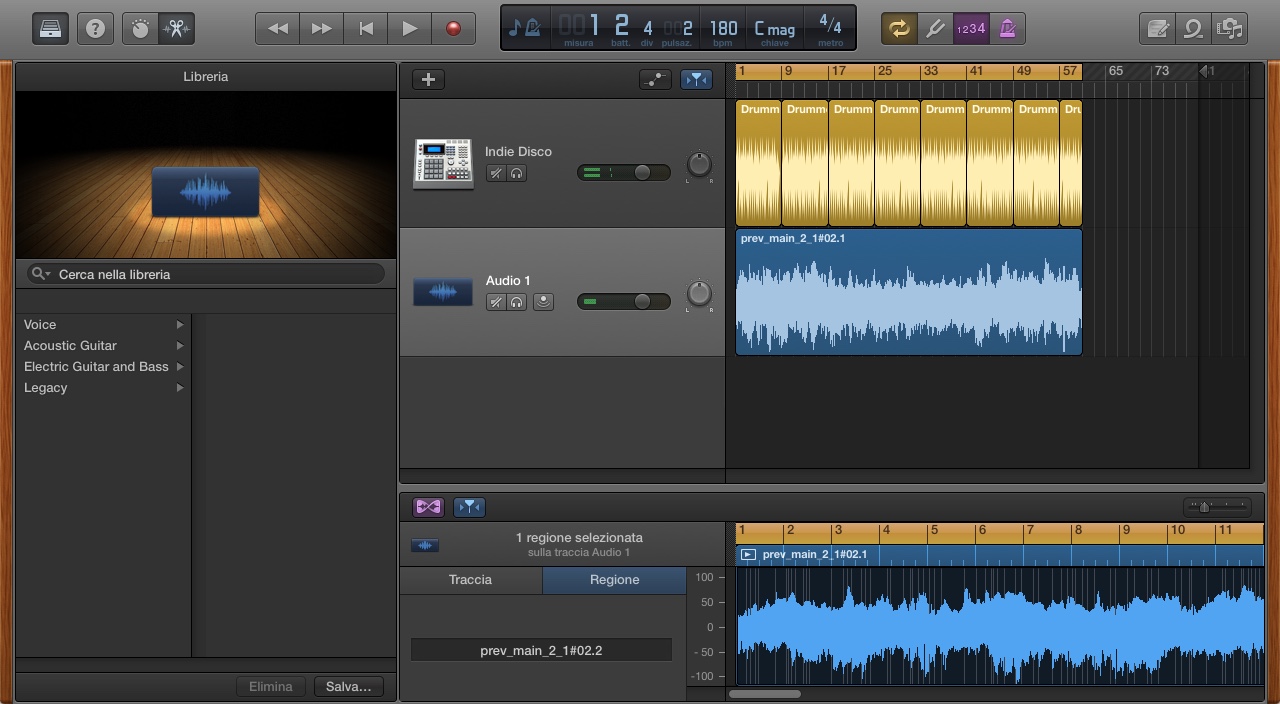 1 2 4 2 180 C mag 4/4
misura batt. div pulsaz. bpm chiave metro
1234
Libreria
1 9 17 25 33 41 49 57 65 73
Indie Disco
L R
Drumm Drumm Drumm Drumm Drumm Drumm Drumm Dru
Audio 1
L R
prev_main_2_1#02.1
Cerca nella libreria
Voice
Acoustic Guitar
Electric Guitar and Bass
Legacy
Elimina Salva...
1 regione selezionata
sulla traccia Audio 1
1 2 3 4 5 6 7 8 9 10 11
prev_main_2_1#02.1
Traccia Regione
100
50
0
- 50
-100
prev_main_2_1#02.2